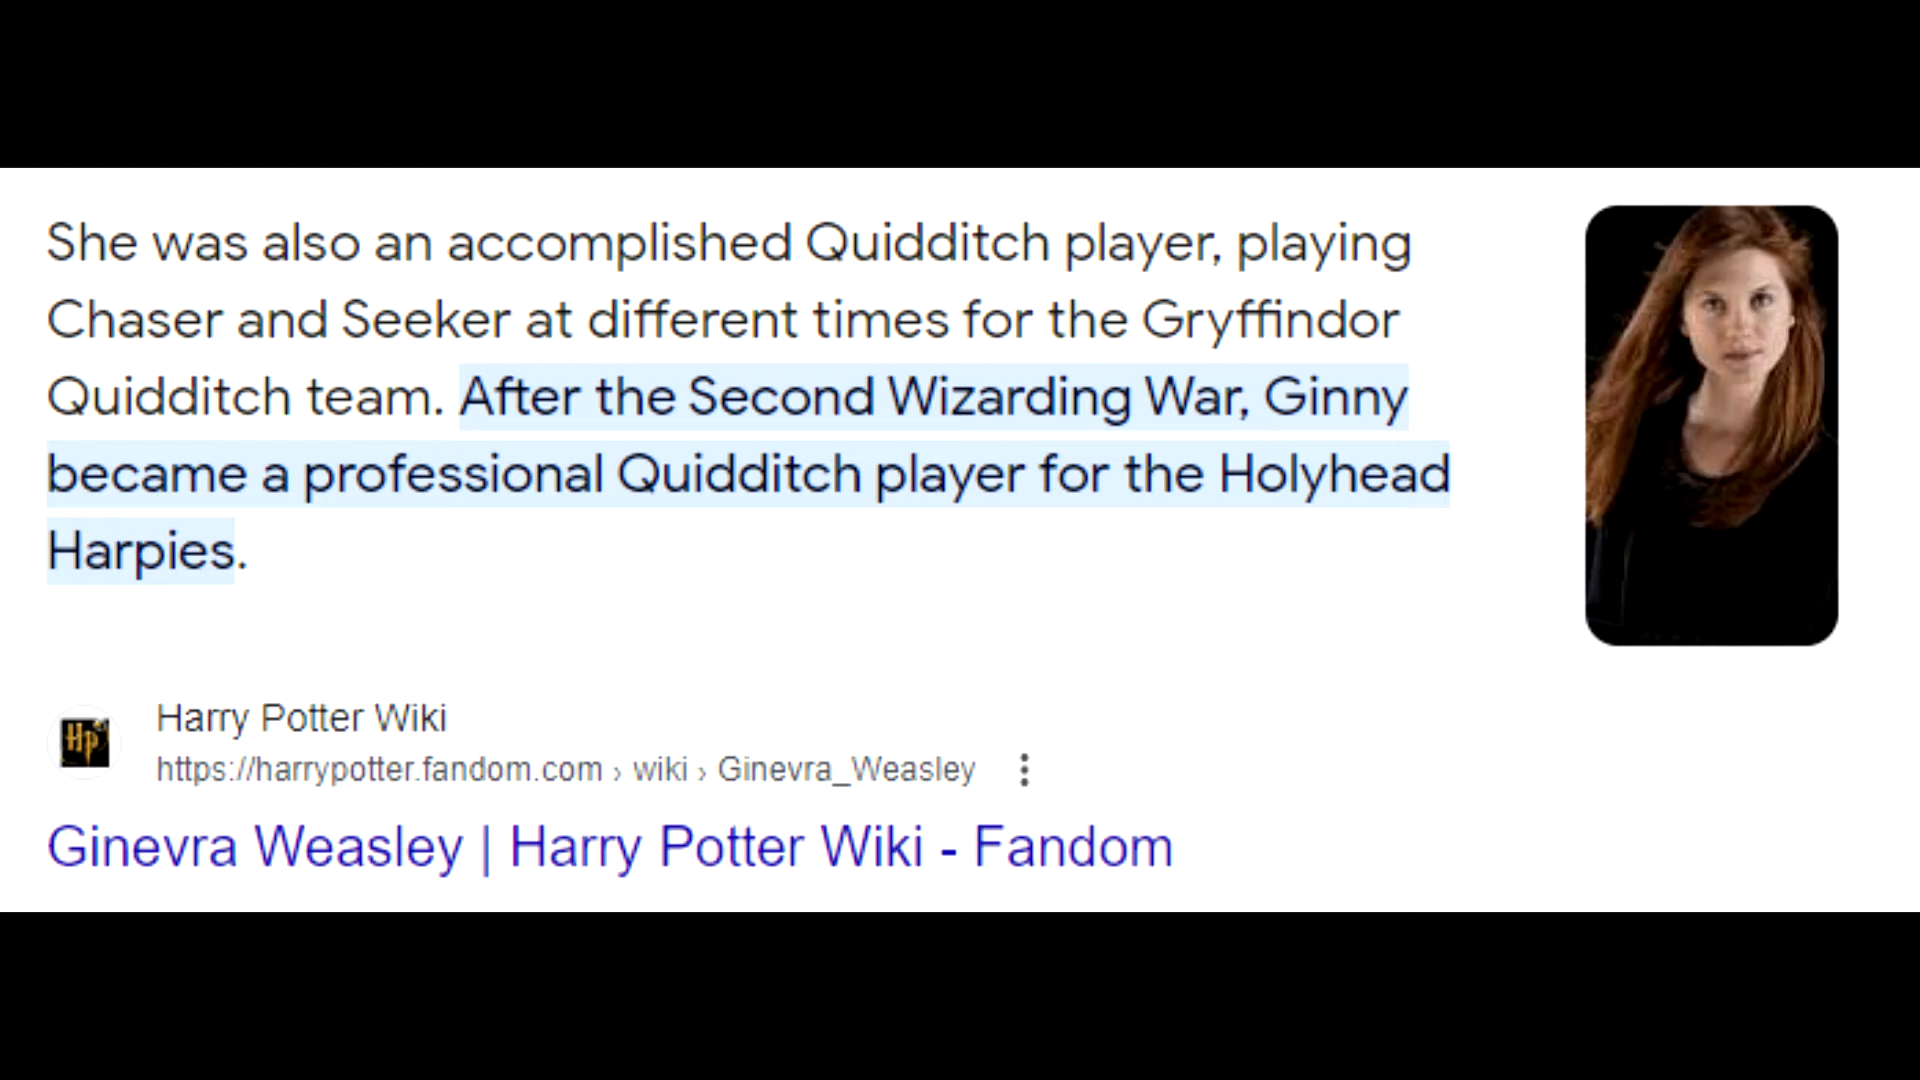 She was also an accomplished Quidditch player, playing
Chaser and Seeker at different times for the Gryffindor
Quidditch team. After the Second Wizarding War, Ginny
became a professional Quidditch player for the Holyhead
Harpies.
HP
Harry Potter Wiki
https://harrypotter.fandom.com › wiki › Ginevra_Weasley
Ginevra Weasley | Harry Potter Wiki - Fandom